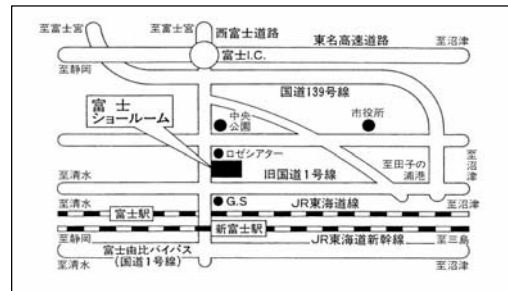 至富士宮
至富士宮
西富士道路
東名高速道路
至沼津
富士I.C.
至静岡
国道139号線
富士
ショールーム
中央
公園
市役所
ロゼシアター
至清水
旧国道1号線
至田子の
浦港
至沼津
至清水
G.S
JR東海道線
至沼津
富士駅
新富士駅
至静岡
JR東海道新幹線
至三島
富士由比バイパス
(国道1号線)
至清水
至沼津